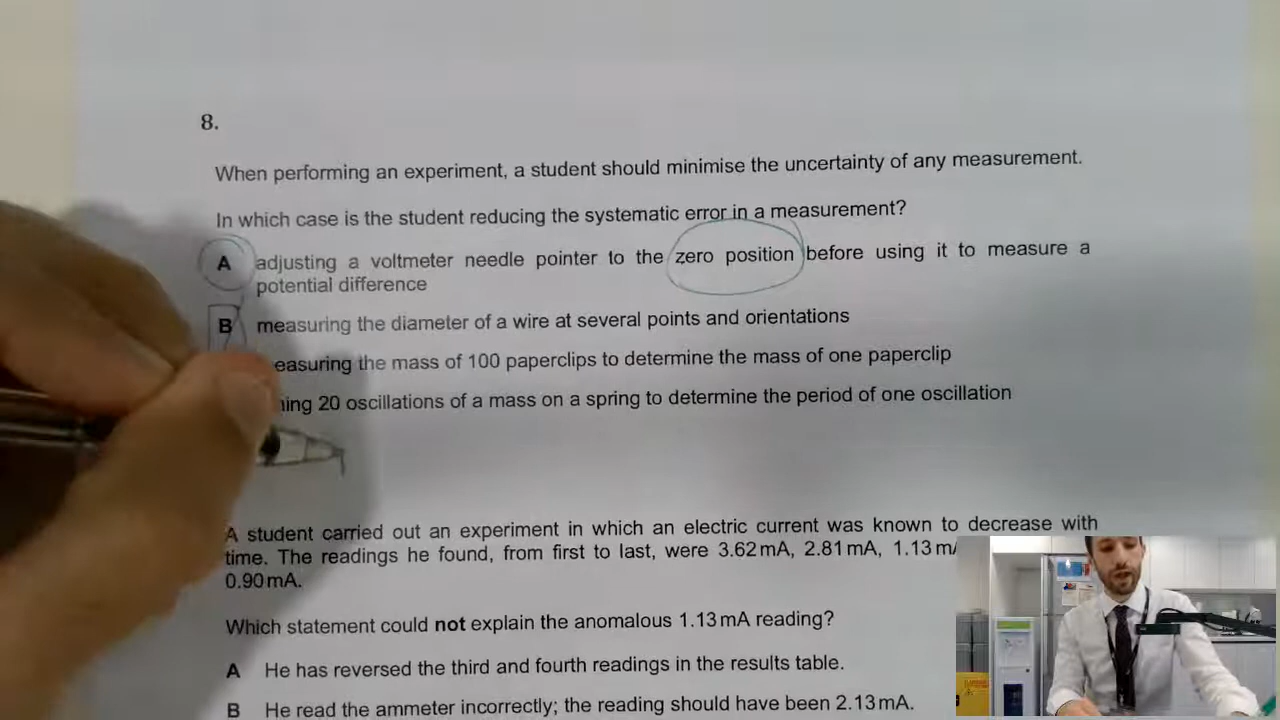 8.
When performing an experiment, a student should minimise the uncertainty of any measurement.
In which case is the student reducing the systematic error in a measurement?
A adjusting a voltmeter needle pointer to the zero position before using it to measure a
potential difference
B measuring the diameter of a wire at several points and orientations
easuring the mass of 100 paperclips to determine the mass of one paperclip
ing 20 oscillations of a mass on a spring to determine the period of one oscillation
A student carried out an experiment in which an electric current was known to decrease with
time. The readings he found, from first to last, were 3.62 mA, 2.81 mA, 1.13 m
0.90 mA.
Which statement could not explain the anomalous 1.13 mA reading?
A He has reversed the third and fourth readings in the results table.
B He read the ammeter incorrectly; the reading should have been 2.13 mA.